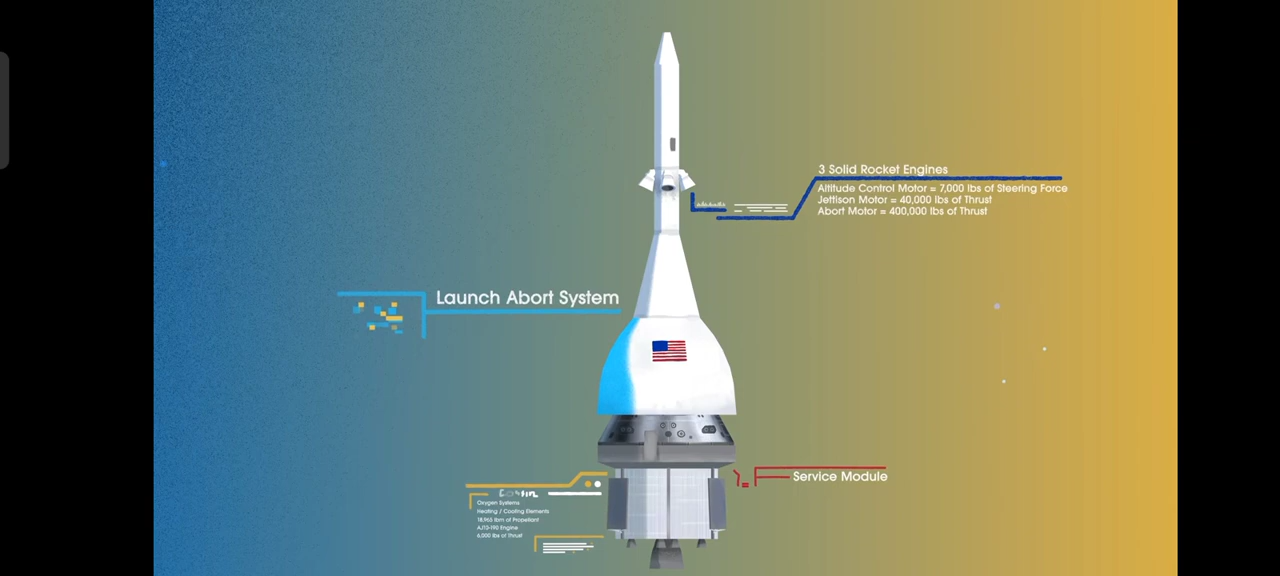 3 Solid Rocket Engines
Altitude Control Motor = 7,000 lbs of Steering Force
Jettison Motor = 40,000 lbs of Thrust
Abort Motor = 400,000 lbs of Thrust
Launch Abort System
Service Module
Oxygen Systems
Heating / Cooling Elements
18,965 lbm of Propellant
AJ10-190 Engine
6,000 lbs of Thrust